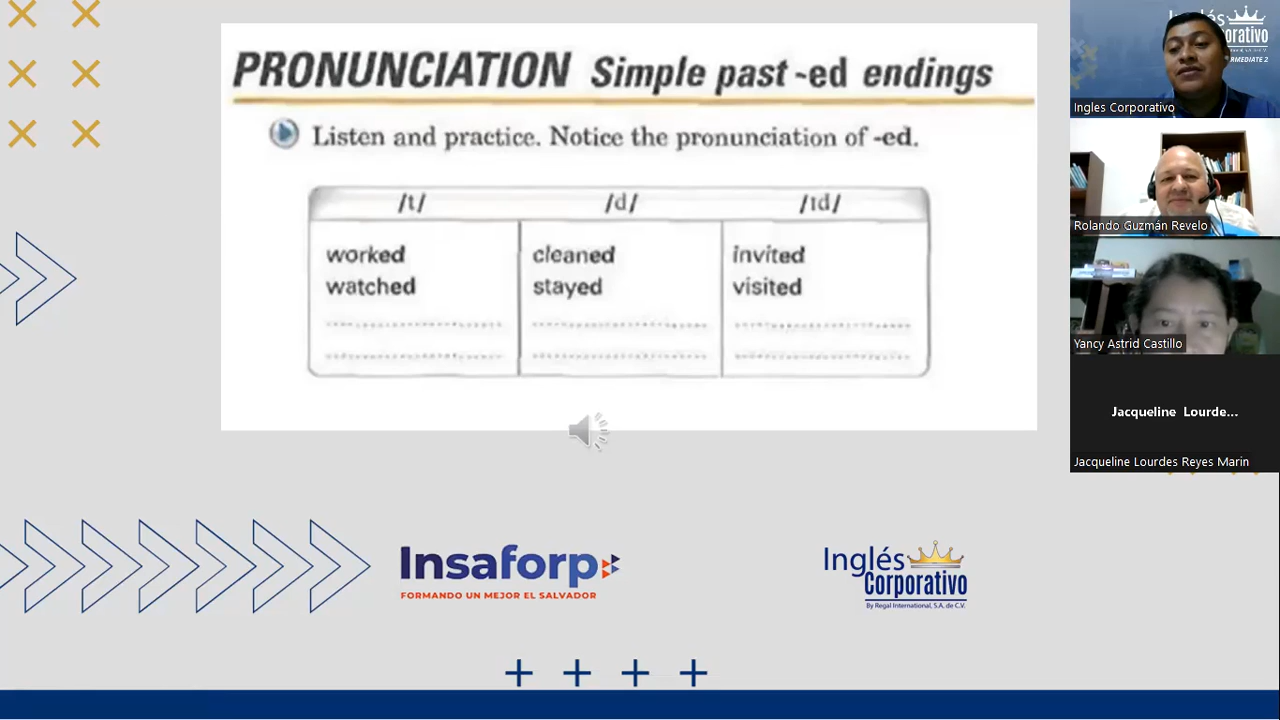 PRONUNCIATION Simple past -ed endings
Listen and practice. Notice the pronunciation of -ed.
/t/ /d/ /ɪd/
worked cleaned invited
watched stayed visited
Insaforp
FORMANDO UN MEJOR EL SALVADOR
Inglés
Corporativo
By Regal International, S.A. de C.V.
Ingles Corporativo
Rolando Guzmán Revelo
Yancy Astrid Castillo
Jacqueline Lourde...
Jacqueline Lourdes Reyes Marin